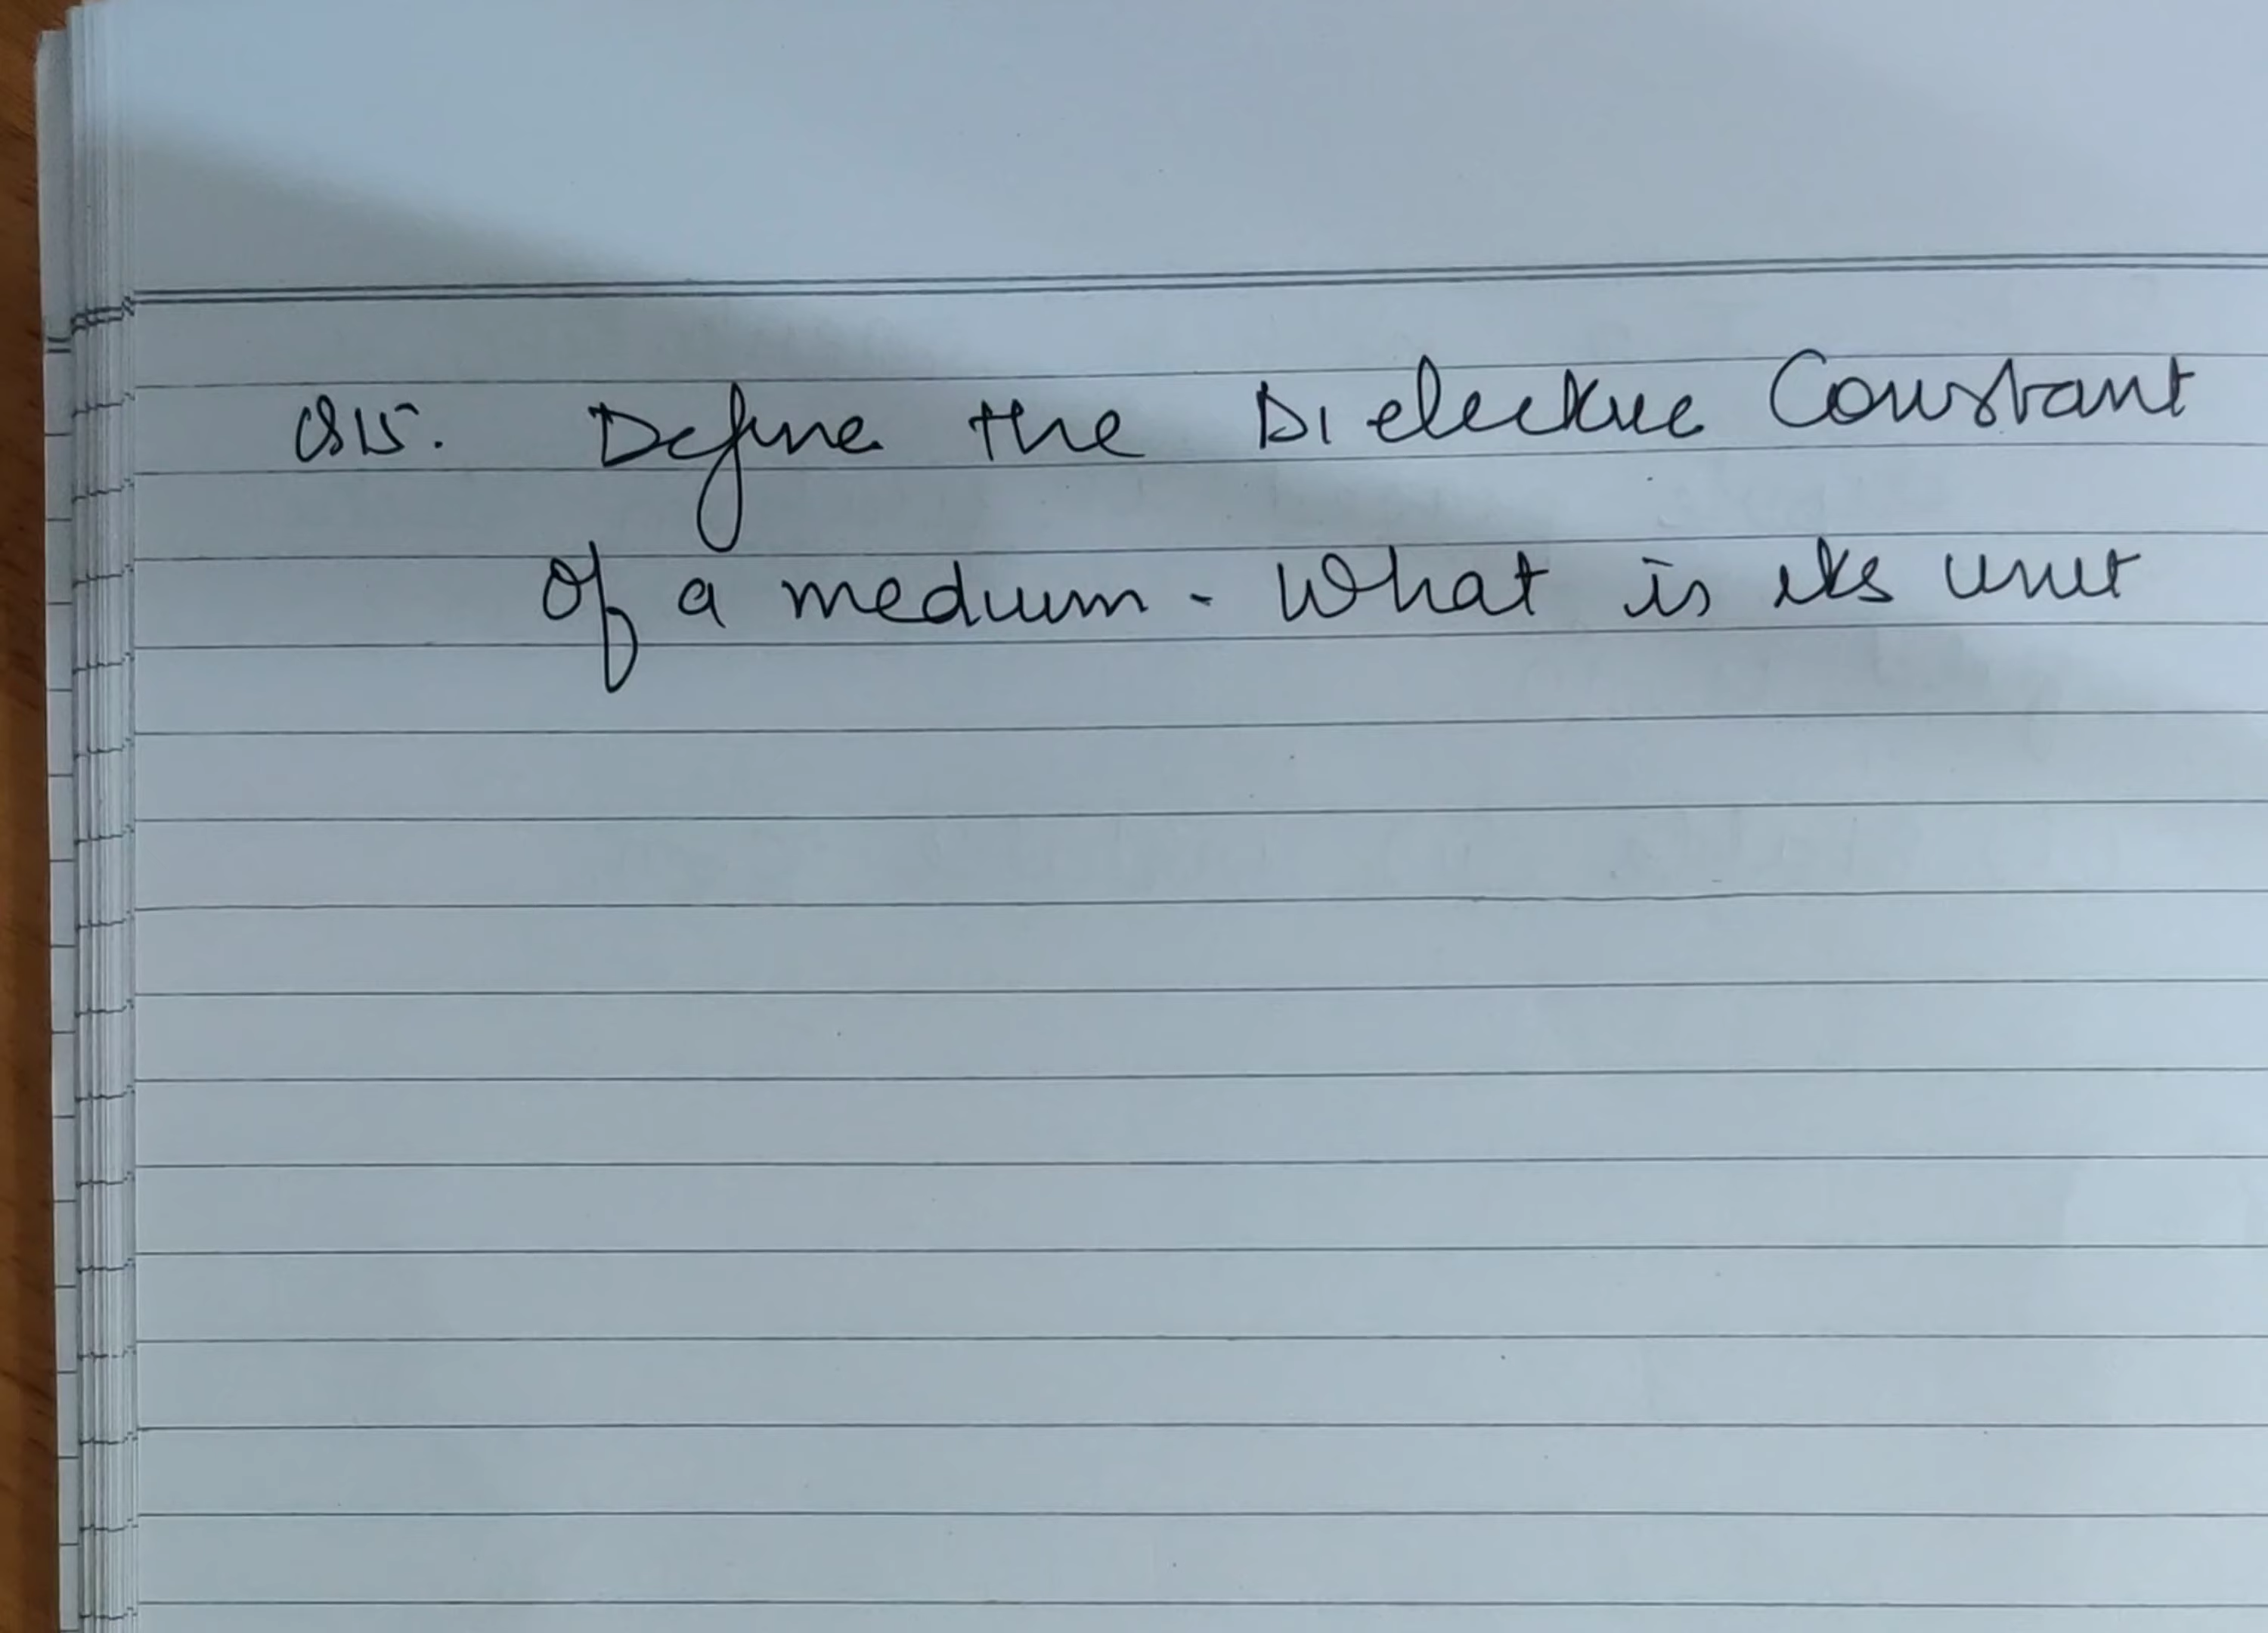 Q15. Define the Dielectric Constant
of a medium. What is its unit